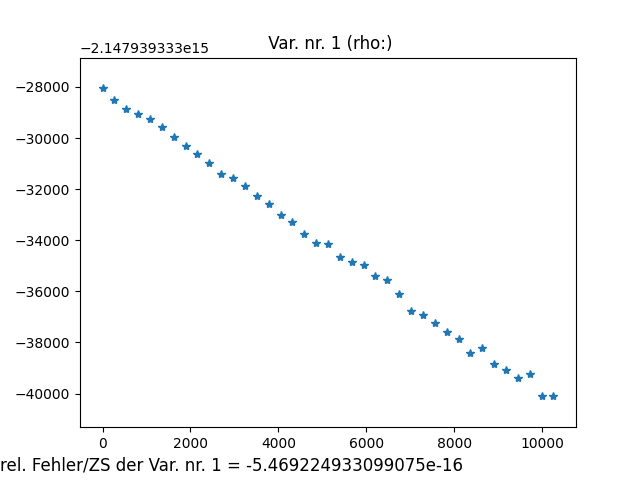 Var. nr. 1 (rho:)
−2.147939333e15
−28000
−30000
−32000
−34000
−36000
−38000
−40000
0 2000 4000 6000 8000 10000
rel. Fehler/ZS der Var. nr. 1 = -5.469224933099075e-16